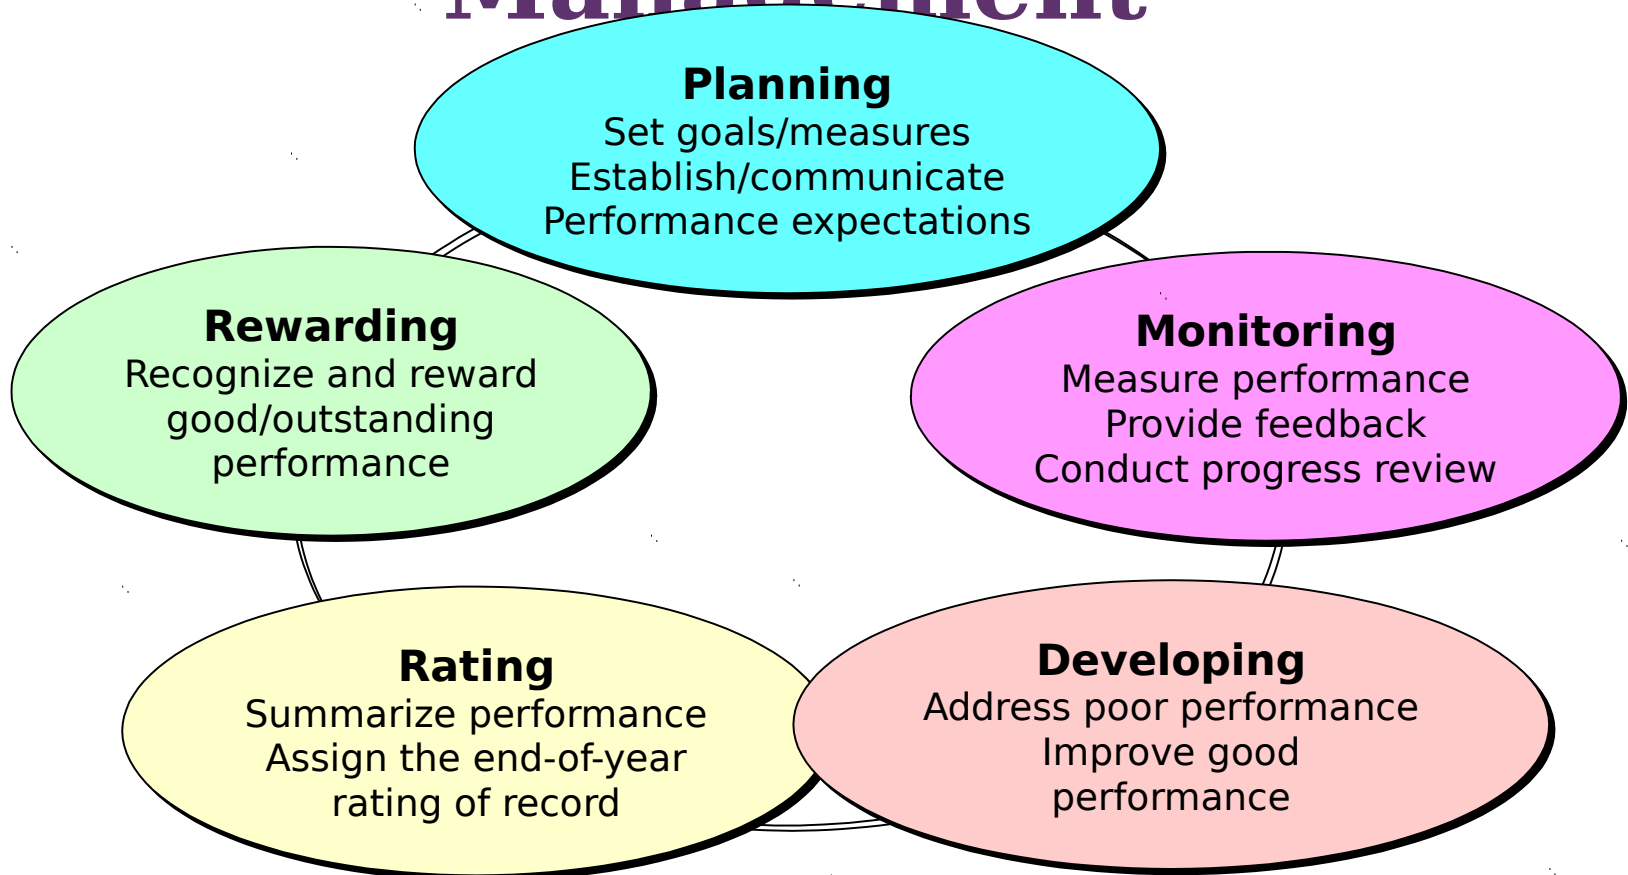 Management
Planning
Set goals/measures
Establish/communicate
Performance expectations
Rewarding
Recognize and reward
good/outstanding
performance
Monitoring
Measure performance
Provide feedback
Conduct progress review
Rating
Summarize performance
Assign the end-of-year
rating of record
Developing
Address poor performance
Improve good
performance